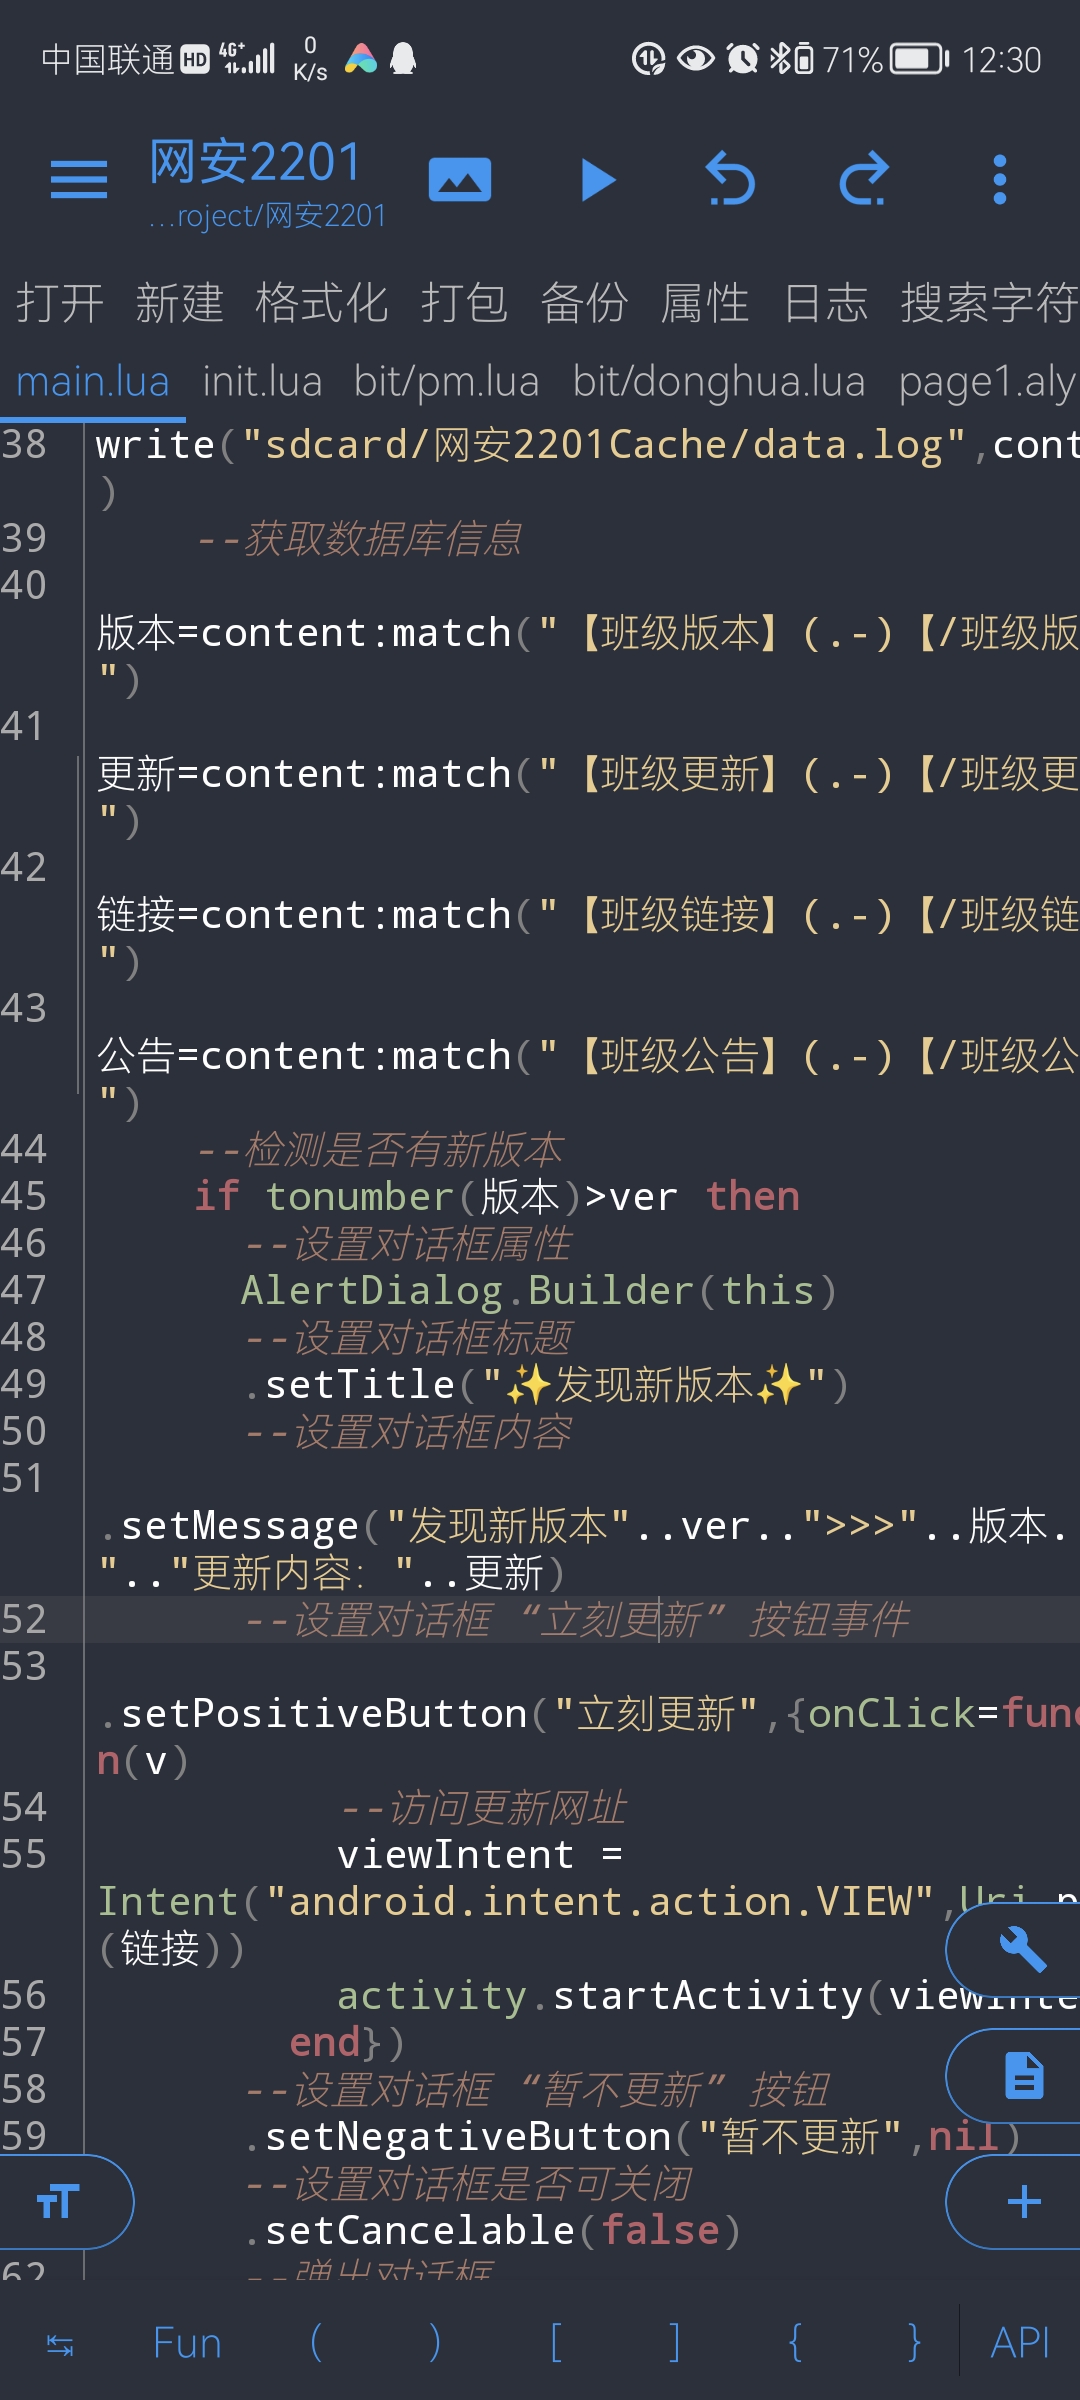 中国联通 HD 4G+ 0 K/s 71% 12:30
网安2201
...roject/网安2201
打开 新建 格式化 打包 备份 属性 日志 搜索字符
main.lua init.lua bit/pm.lua bit/donghua.lua page1.aly
38 write("sdcard/网安2201Cache/data.log",cont
)
39 --获取数据库信息
40
版本=content:match("【班级版本】(.-)【/班级版
")
41
更新=content:match("【班级更新】(.-)【/班级更
")
42
链接=content:match("【班级链接】(.-)【/班级链
")
43
公告=content:match("【班级公告】(.-)【/班级公
")
44 --检测是否有新版本
45 if tonumber(版本)>ver then
46 --设置对话框属性
47 AlertDialog.Builder(this)
48 --设置对话框标题
49 .setTitle("✨发现新版本✨")
50 --设置对话框内容
51
.setMessage("发现新版本"..ver..">>>"..版本.
".."更新内容："..更新)
52 --设置对话框“立刻更新”按钮事件
53
.setPositiveButton("立刻更新",{onClick=func
n(v)
54 --访问更新网址
55 viewIntent =
Intent("android.intent.action.VIEW",Uri
(链接))
56 activity.startActivity(viewInte
57 end})
58 --设置对话框“暂不更新”按钮
59 .setNegativeButton("暂不更新",nil)
--设置对话框是否可关闭
.setCancelable(false)
62 --弹出对话框
Fun ( ) [ ] { } API